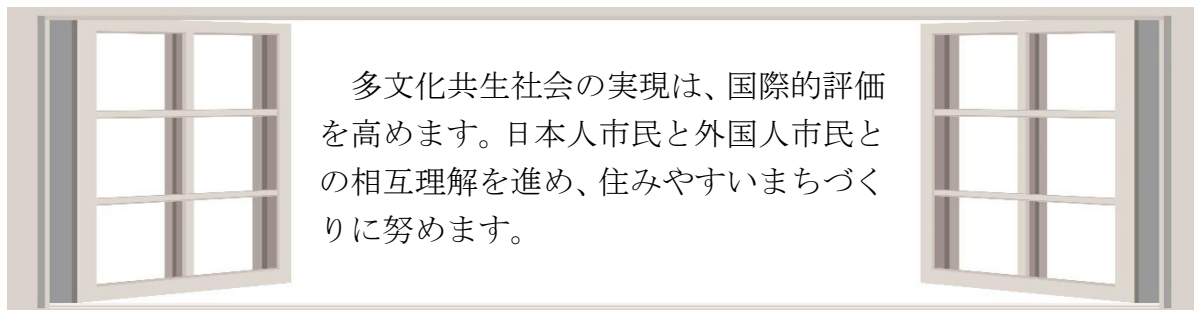 多文化共生社会の実現は、国際的評価
を高めます。日本人市民と外国人市民と
の相互理解を進め、住みやすいまちづく
りに努めます。